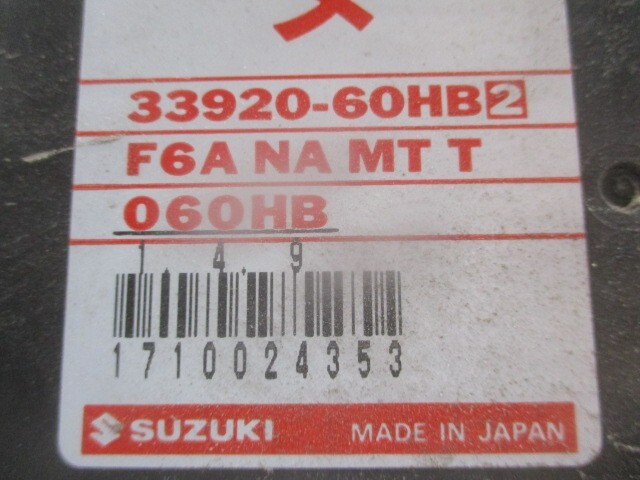 33920-60HB2
F6A NA MT T
060HB
1.4.9
1710024353
SUZUKI MADE IN JAPAN